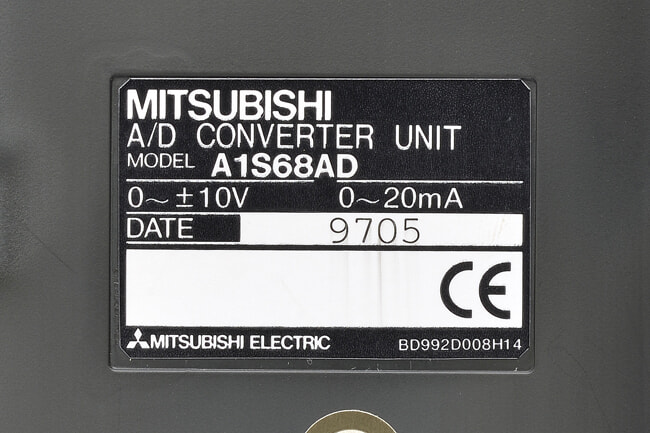 MITSUBISHI
A/D CONVERTER UNIT
MODEL A1S68AD
0~±10V 0~20mA
DATE 9705
CE
MITSUBISHI ELECTRIC BD992D008H14